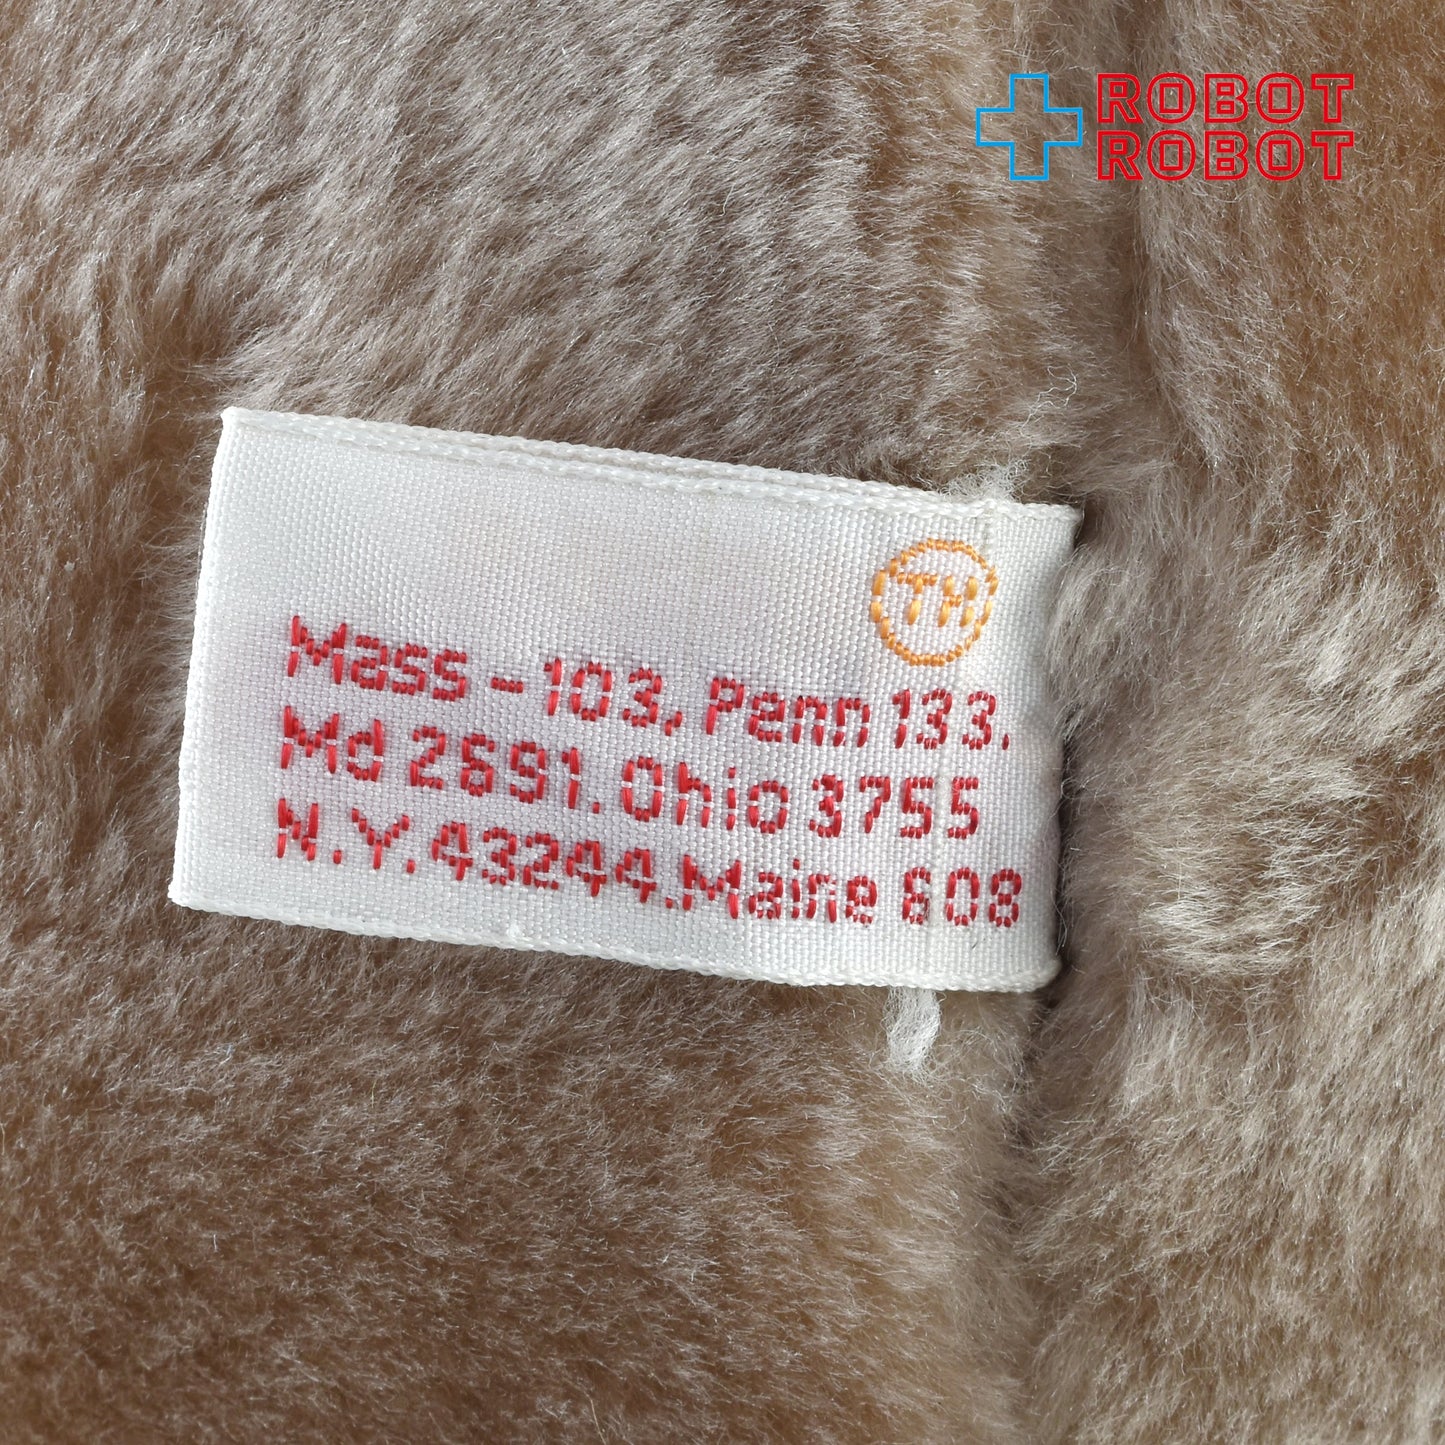 ROBOT
ROBOT
TH
Mass - 103, Penn 133.
Md 2691. Ohio 3755
N.Y. 43244. Maine 608